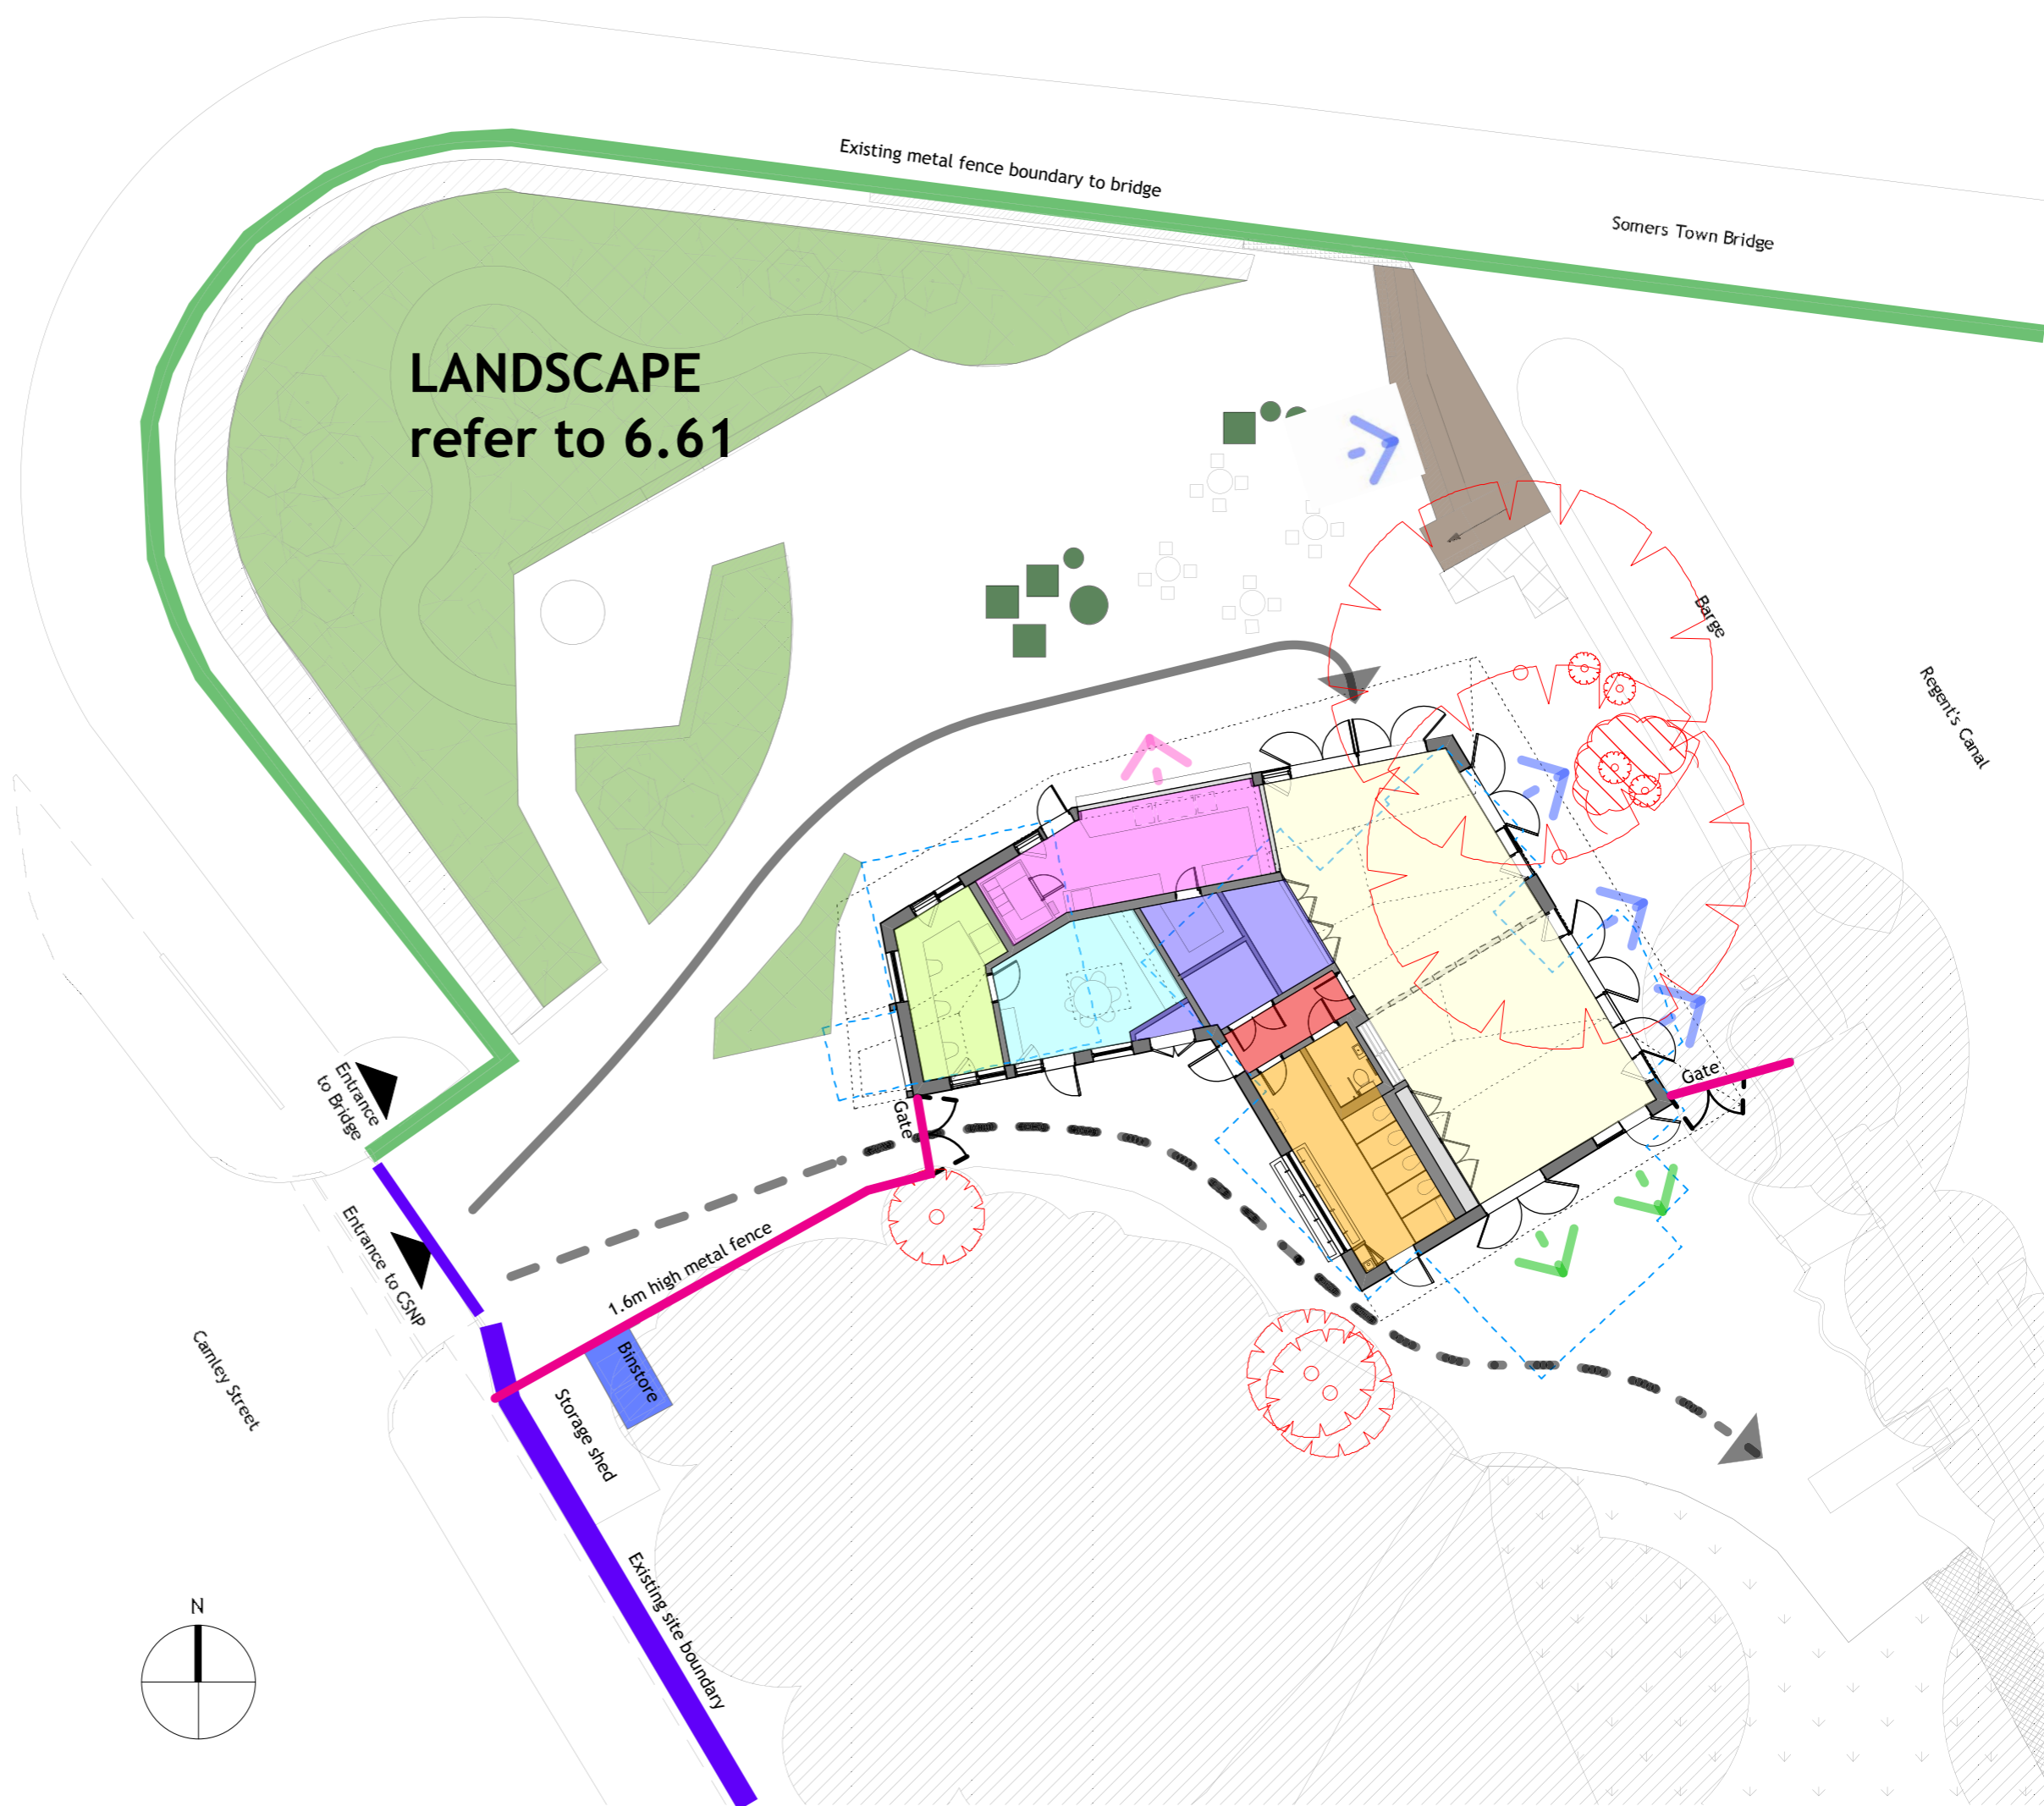 Existing metal fence boundary to bridge
Somers Town Bridge
LANDSCAPE
refer to 6.61
Barge
Regent's Canal
Entrance
to Bridge
Gate
Gate
Entrance to CSNP
1.6m high metal fence
Binstore
Storage shed
Camley Street
Existing site boundary
N